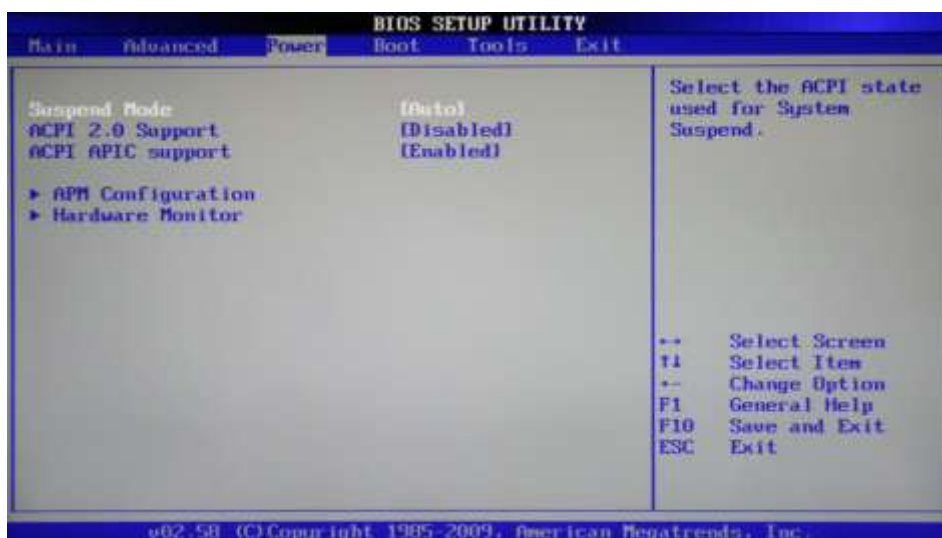 BIOS SETUP UTILITY
Main Advanced Power Boot Tools Exit
Suspend Mode [Auto]
ACPI 2.0 Support [Disabled]
ACPI APIC support [Enabled]
► APM Configuration
► Hardware Monitor
Select the ACPI state
used for System
Suspend.
←→ Select Screen
↑↓ Select Item
+- Change Option
F1 General Help
F10 Save and Exit
ESC Exit
v02.58 (C)Copyright 1985-2009, American Megatrends, Inc.